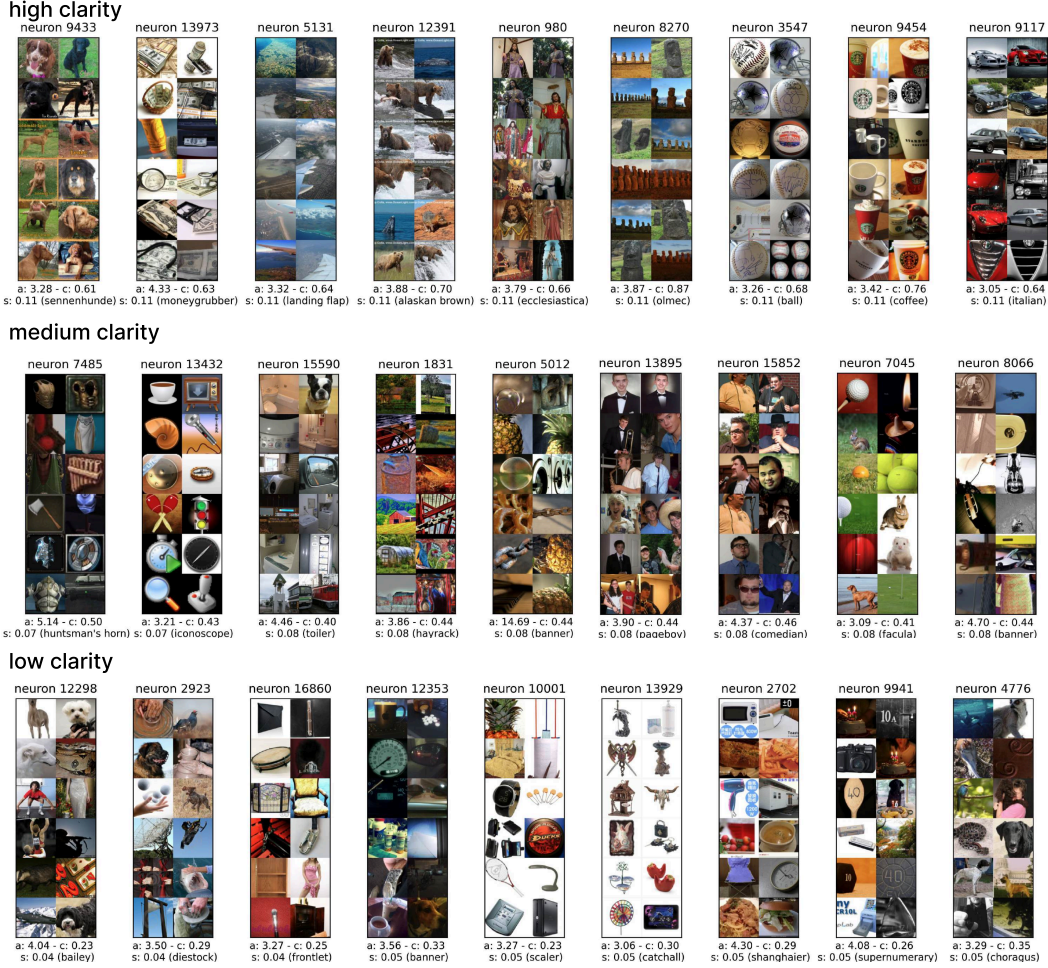 high clarity
neuron 9433 neuron 13973 neuron 5131 neuron 12391 neuron 980 neuron 8270 neuron 3547 neuron 9454 neuron 9117
a: 3.28 - c: 0.61 a: 4.33 - c: 0.63 a: 3.32 - c: 0.64 a: 3.88 - c: 0.70 a: 3.79 - c: 0.66 a: 3.87 - c: 0.87 a: 3.26 - c: 0.68 a: 3.42 - c: 0.76 a: 3.05 - c: 0.64
s: 0.11 (sennenhunde) s: 0.11 (moneygrubber) s: 0.11 (landing flap) s: 0.11 (alaskan brown) s: 0.11 (ecclesiastica) s: 0.11 (olmec) s: 0.11 (ball) s: 0.11 (coffee) s: 0.11 (italian)
medium clarity
neuron 7485 neuron 13432 neuron 15590 neuron 1831 neuron 5012 neuron 13895 neuron 15852 neuron 7045 neuron 8066
a: 5.14 - c: 0.50 a: 3.21 - c: 0.43 a: 4.46 - c: 0.40 a: 3.86 - c: 0.44 a: 14.69 - c: 0.44 a: 3.90 - c: 0.44 a: 4.37 - c: 0.46 a: 3.09 - c: 0.41 a: 4.70 - c: 0.44
s: 0.07 (huntsman's horn) s: 0.07 (iconoscope) s: 0.08 (toiler) s: 0.08 (hayrack) s: 0.08 (banner) s: 0.08 (pageboy) s: 0.08 (comedian) s: 0.08 (facula) s: 0.08 (banner)
low clarity
neuron 12298 neuron 2923 neuron 16860 neuron 12353 neuron 10001 neuron 13929 neuron 2702 neuron 9941 neuron 4776
±0
10A
40
DUCKS
10
40
a: 4.04 - c: 0.23 a: 3.50 - c: 0.29 a: 3.27 - c: 0.25 a: 3.56 - c: 0.33 a: 3.27 - c: 0.23 a: 3.06 - c: 0.30 a: 4.30 - c: 0.29 a: 4.08 - c: 0.26 a: 3.29 - c: 0.35
s: 0.04 (bailey) s: 0.04 (diestock) s: 0.04 (frontlet) s: 0.05 (banner) s: 0.05 (scaler) s: 0.05 (catchall) s: 0.05 (shanghaier) s: 0.05 (supernumerary) s: 0.05 (choragus)